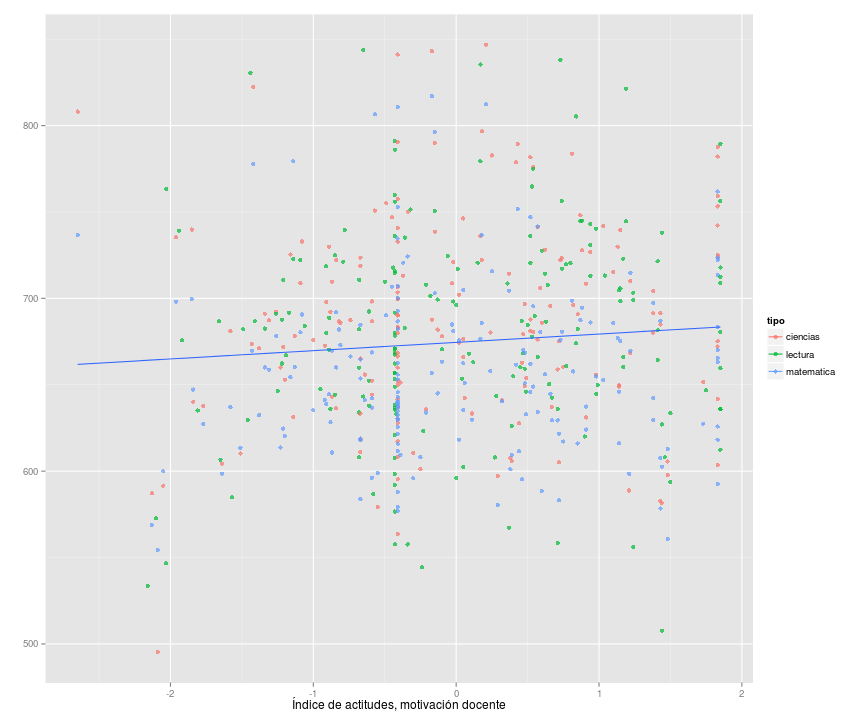 800
700
600
500
-2
-1
0
1
2
Índice de actitudes, motivación docente
tipo
ciencias
lectura
matematica